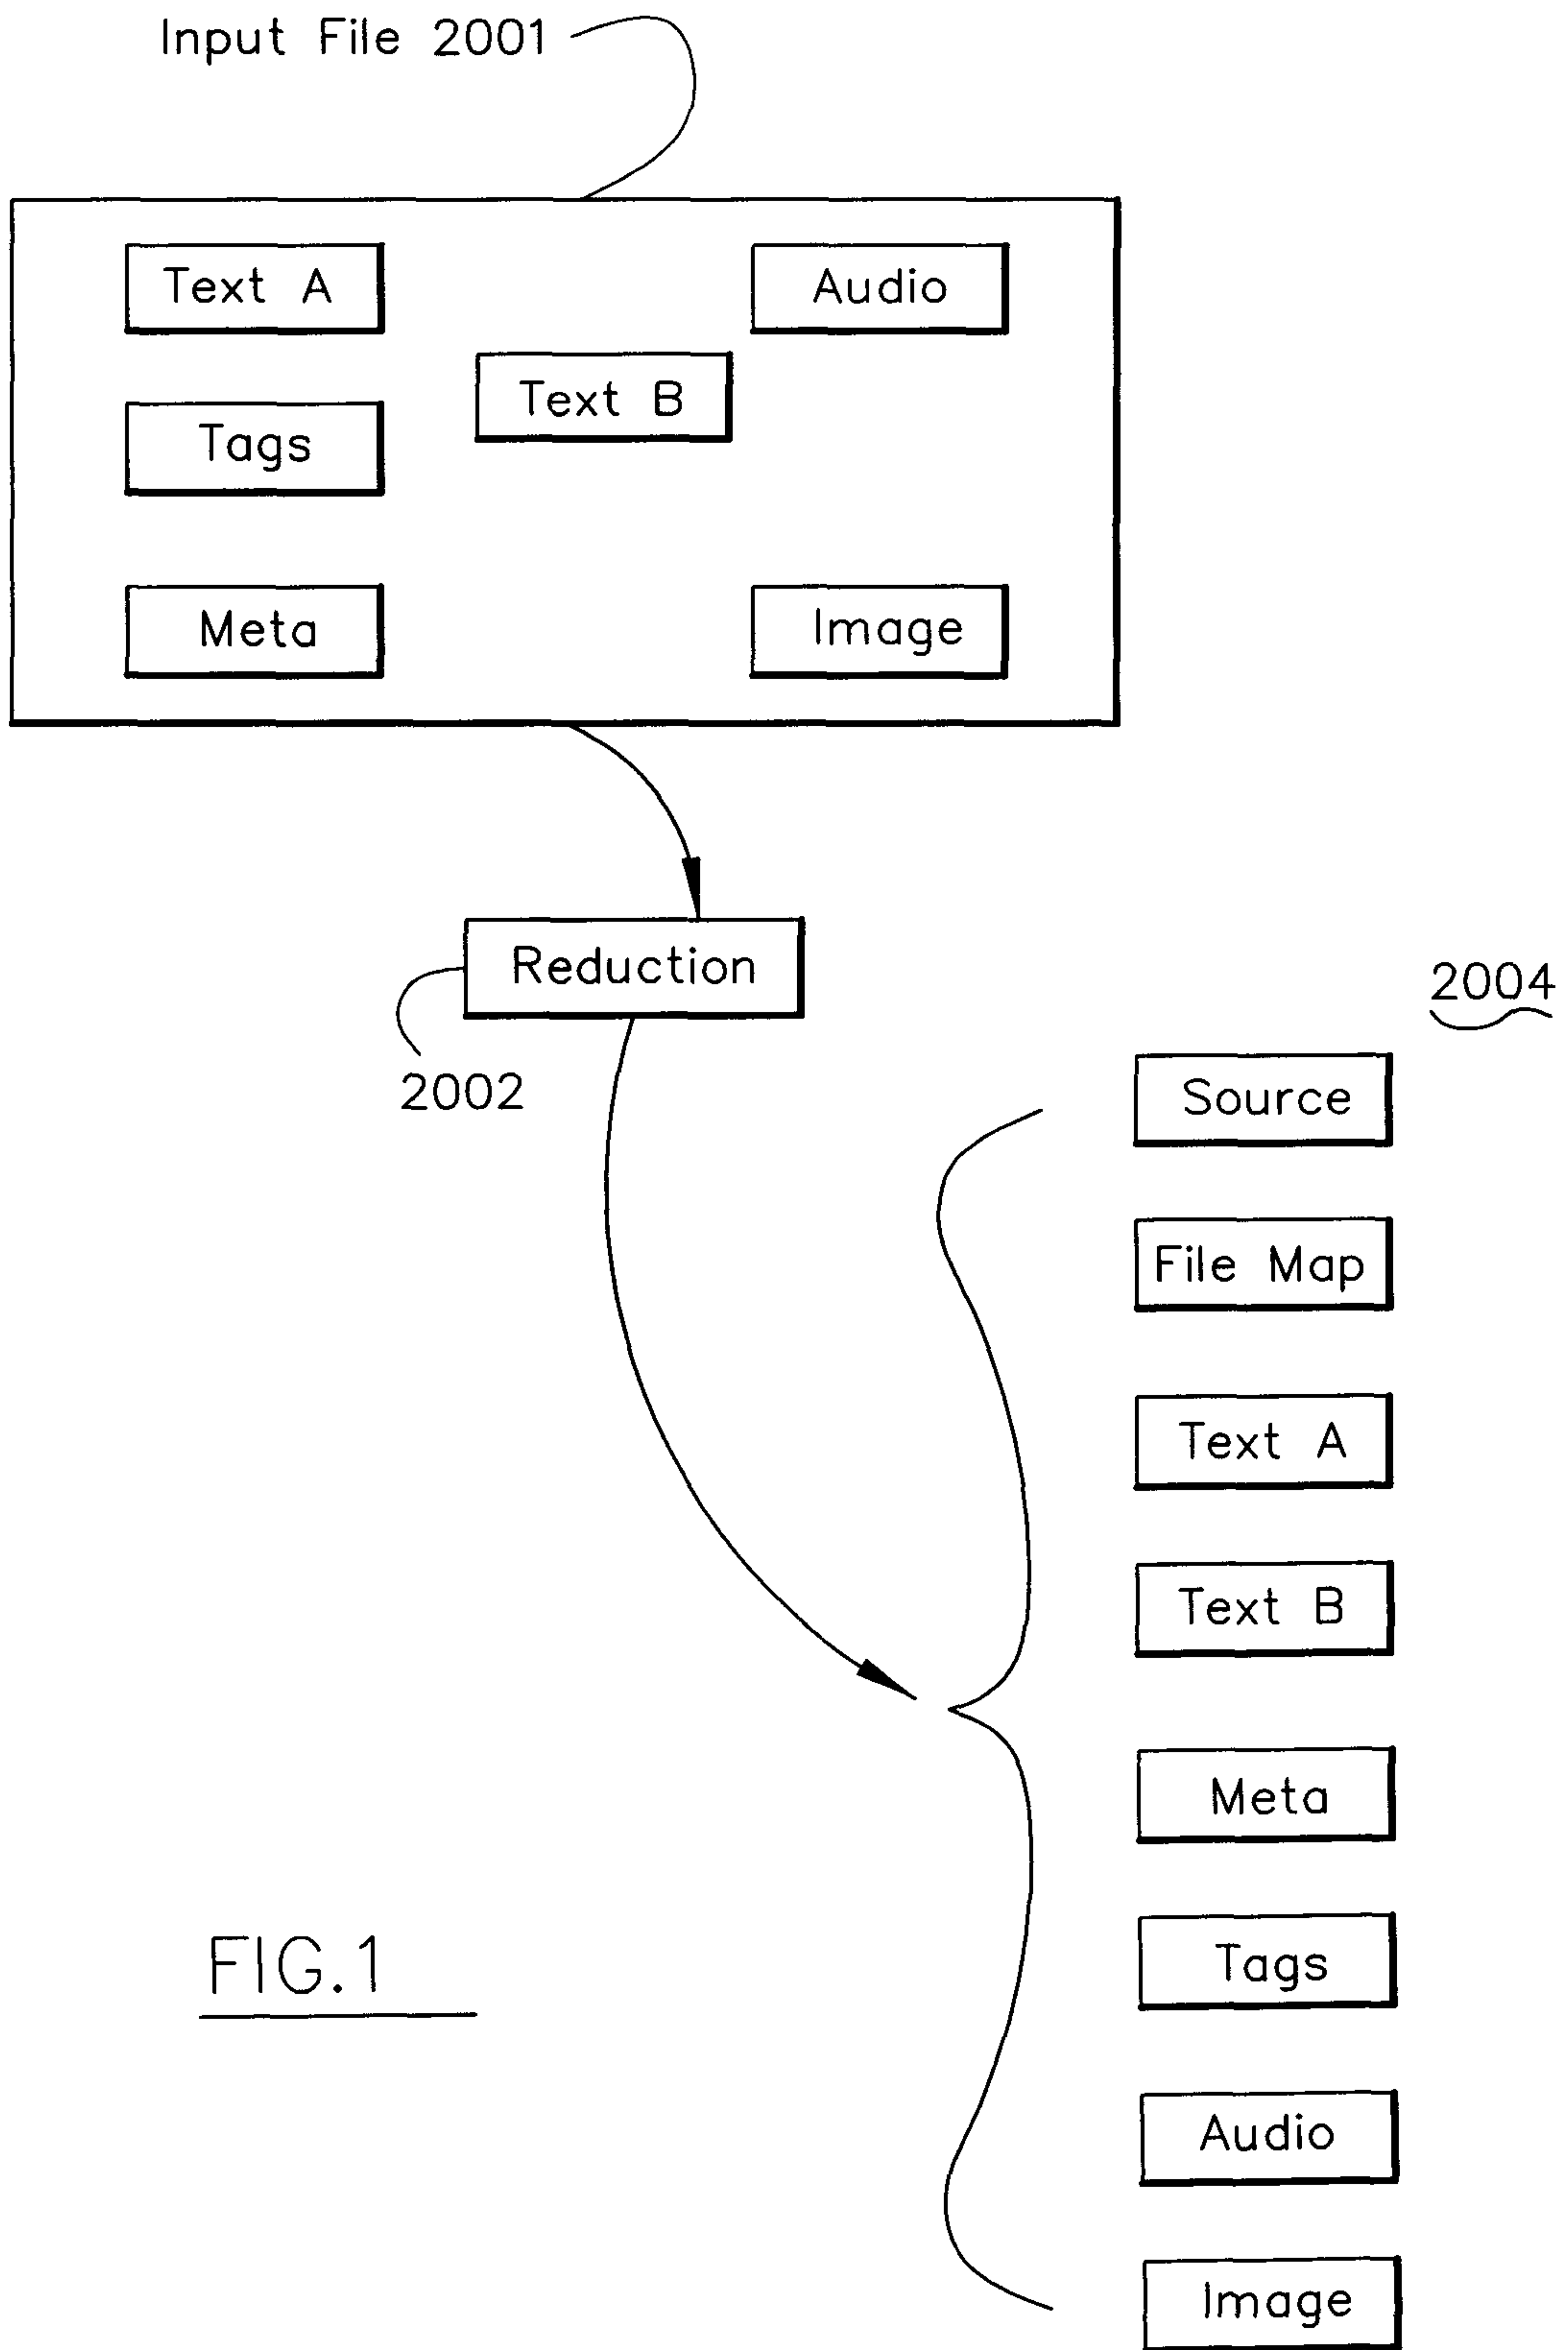 Input File 2001
Text A
Audio
Text B
Tags
Meta
Image
Reduction
2002
2004
Source
File Map
Text A
Text B
Meta
Tags
Audio
Image
FIG.1